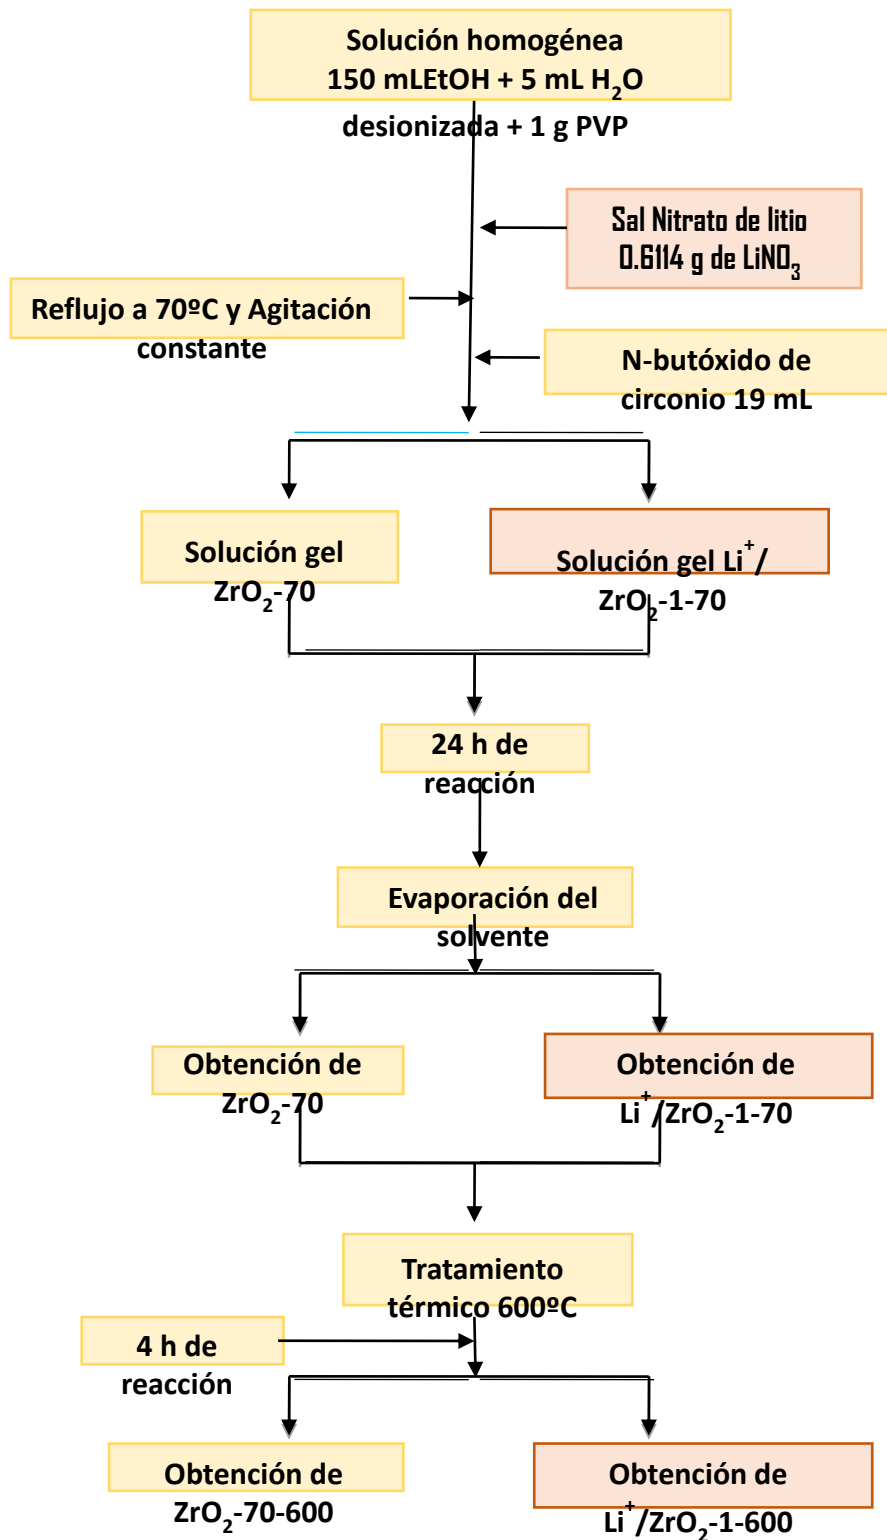 Solución homogénea
150 mLEtOH + 5 mL H₂O
desionizada + 1 g PVP
Sal Nitrato de litio
0.6114 g de LiNO₃
Reflujo a 70ºC y Agitación
constante
N-butóxido de
circonio 19 mL
Solución gel
ZrO₂-70
Solución gel Li⁺/
ZrO₂-1-70
24 h de
reacción
Evaporación del
solvente
Obtención de
ZrO₂-70
Obtención de
Li⁺/ZrO₂-1-70
Tratamiento
térmico 600ºC
4 h de
reacción
Obtención de
ZrO₂-70-600
Obtención de
Li⁺/ZrO₂-1-600